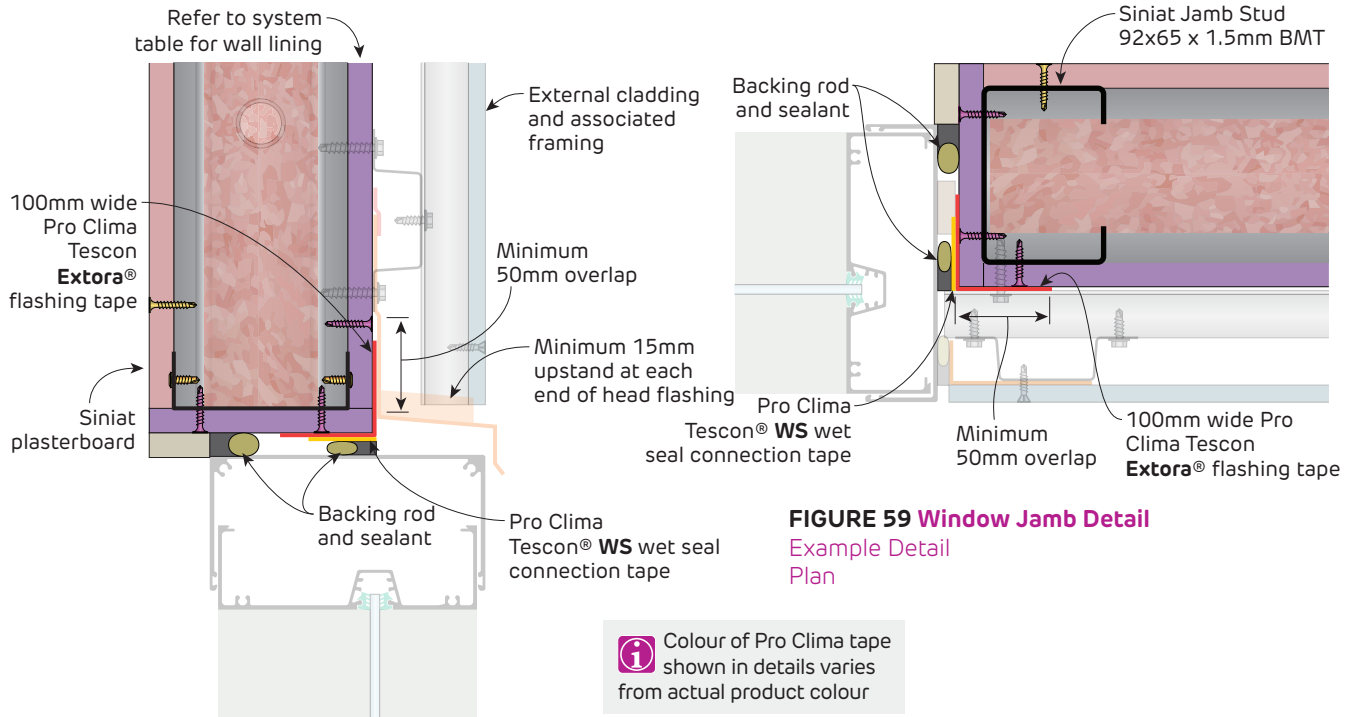 Refer to system
table for wall lining
External cladding
and associated
framing
100mm wide
Pro Clima
Tescon
Extora®
flashing tape
Minimum
50mm overlap
Minimum 15mm
upstand at each
end of head flashing
Siniat
plasterboard
Backing rod
and sealant
Pro Clima
Tescon® WS wet seal
connection tape
Siniat Jamb Stud
92x65 x 1.5mm BMT
Backing rod
and sealant
Pro Clima
Tescon® WS wet
seal connection tape
Minimum
50mm overlap
100mm wide Pro
Clima Tescon
Extora® flashing tape
FIGURE 59 Window Jamb Detail
Example Detail
Plan
i Colour of Pro Clima tape
shown in details varies
from actual product colour